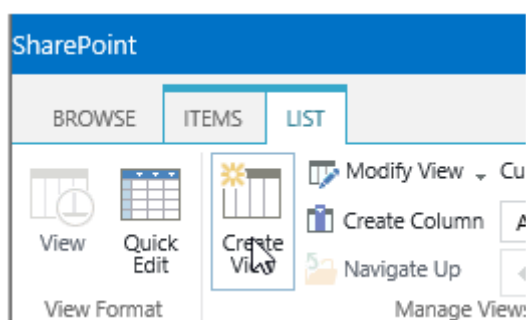 SharePoint
BROWSE
ITEMS
LIST
View
Quick
Edit
Create
View
Modify View
Cu
Create Column
A
Navigate Up
View Format
Manage Views